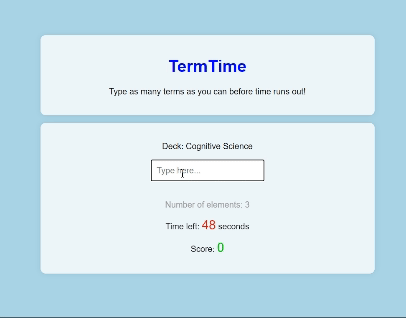 TermTime
Type as many terms as you can before time runs out!
Deck: Cognitive Science
Type here...
Number of elements: 3
Time left: 48 seconds
Score: 0